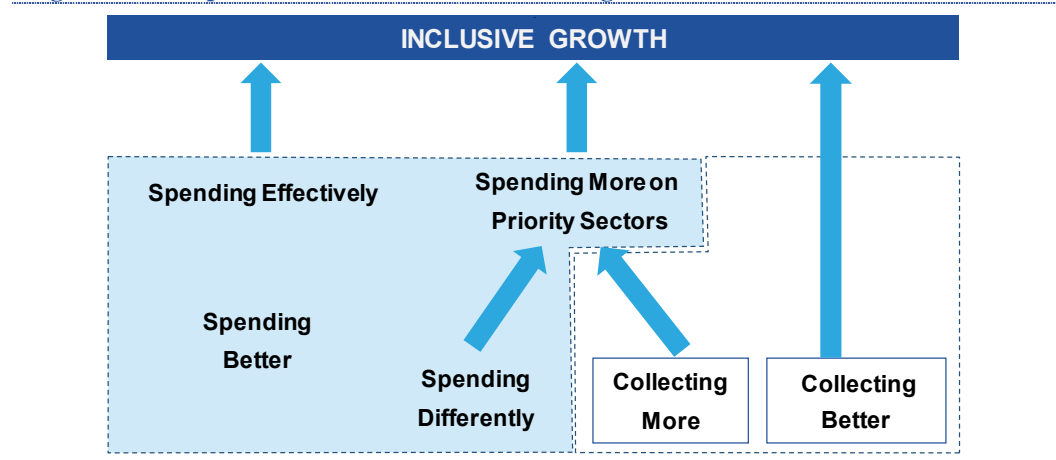 INCLUSIVE GROWTH
Spending Effectively
Spending More on
Priority Sectors
Spending
Better
Spending
Differently
Collecting
More
Collecting
Better